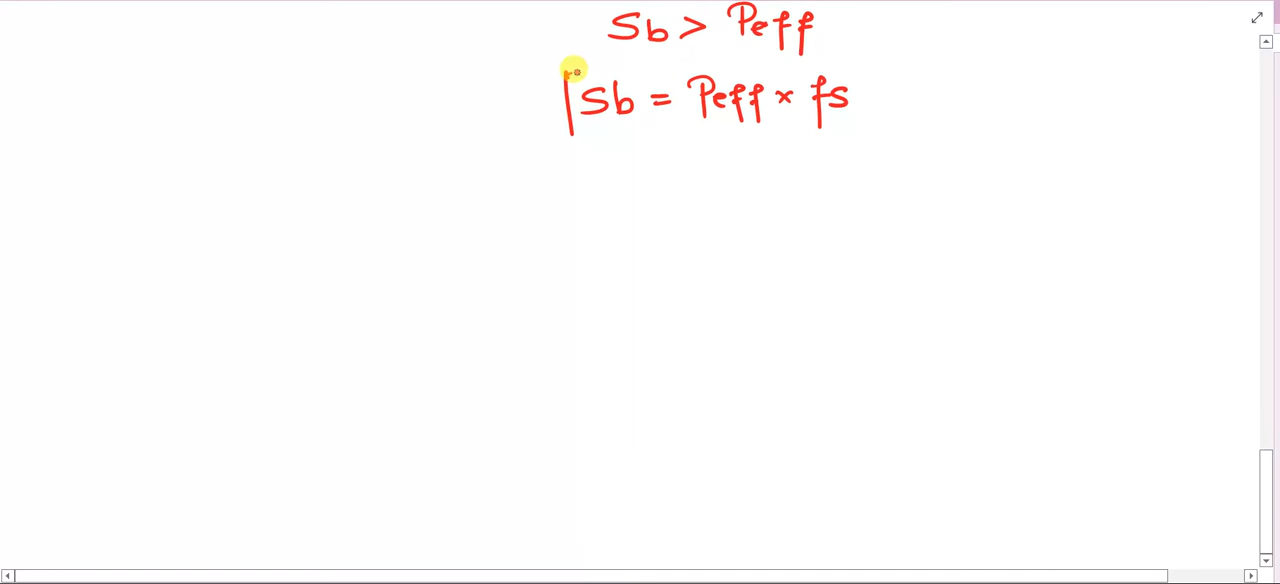 Sb > Peff
Sb = Peff × fs